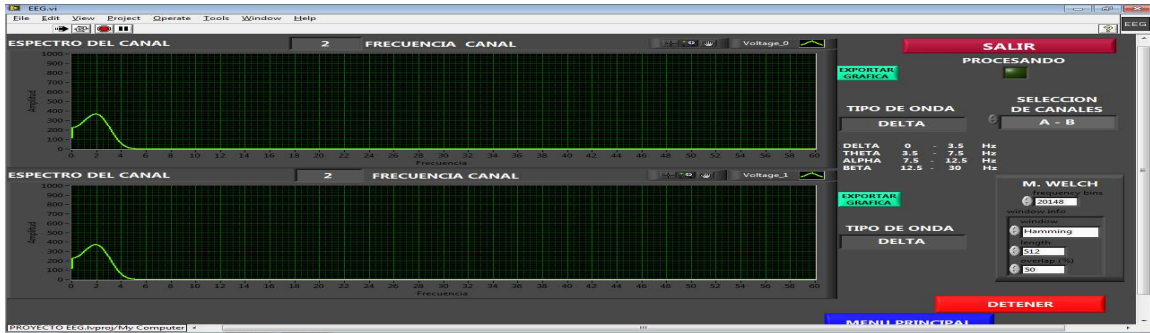 EEG.vi
File Edit View Project Operate Tools Window Help
EEG
ESPECTRO DEL CANAL 2 FRECUENCIA CANAL Voltage_0
SALIR
PROCESANDO
EXPORTAR
GRAFICA
SELECCION
DE CANALES
A - B
TIPO DE ONDA
DELTA
DELTA 0 - 3.5 Hz
THETA 3.5 - 7.5 Hz
ALPHA 7.5 - 12.5 Hz
BETA 12.5 - 30 Hz
Amplitud
1000
900
800
700
600
500
400
300
200
100
0
0 2 4 6 8 10 12 14 16 18 20 22 24 26 28 30 32 34 36 38 40 42 44 46 48 50 52 54 56 58 60
Frecuencia
ESPECTRO DEL CANAL 2 FRECUENCIA CANAL Voltage_1
Amplitud
1000
900
800
700
600
500
400
300
200
100
0
0 2 4 6 8 10 12 14 16 18 20 22 24 26 28 30 32 34 36 38 40 42 44 46 48 50 52 54 56 58 60
Frecuencia
EXPORTAR
GRAFICA
TIPO DE ONDA
DELTA
M. WELCH
frequency bins
20148
window info
window
Hamming
length
512
overlap (%)
50
DETENER
MENU PRINCIPAL
PROYECTO EEG.lvproj/My Computer